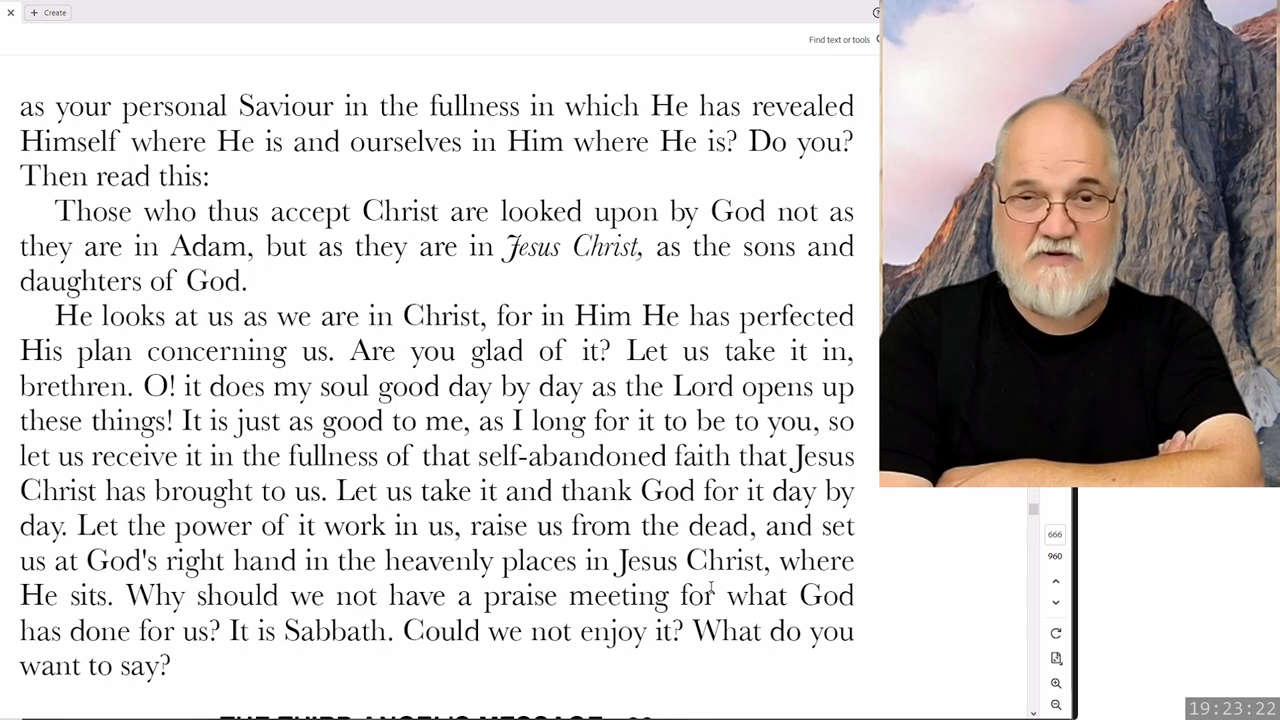 Create
Find text or tools
as your personal Saviour in the fullness in which He has revealed
Himself where He is and ourselves in Him where He is? Do you?
Then read this:
Those who thus accept Christ are looked upon by God not as
they are in Adam, but as they are in Jesus Christ, as the sons and
daughters of God.
He looks at us as we are in Christ, for in Him He has perfected
His plan concerning us. Are you glad of it? Let us take it in,
brethren. O! it does my soul good day by day as the Lord opens up
these things! It is just as good to me, as I long for it to be to you, so
let us receive it in the fullness of that self-abandoned faith that Jesus
Christ has brought to us. Let us take it and thank God for it day by
day. Let the power of it work in us, raise us from the dead, and set
us at God's right hand in the heavenly places in Jesus Christ, where
He sits. Why should we not have a praise meeting for what God
has done for us? It is Sabbath. Could we not enjoy it? What do you
want to say?
THE THIRD ANGEL'S MESSAGE
666
960
19:23:22